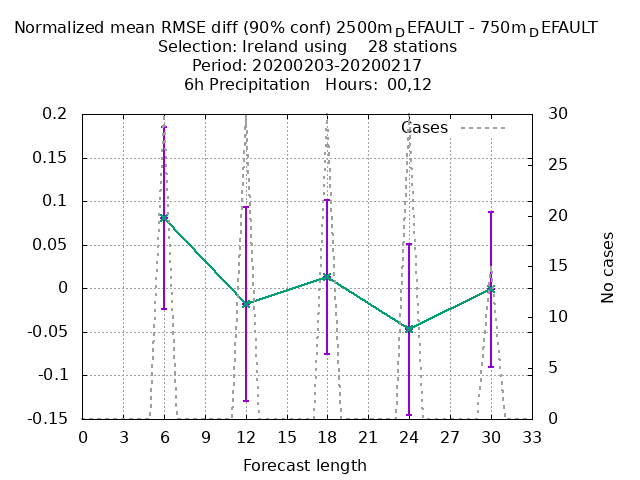 Normalized mean RMSE diff (90% conf) 2500m_DEFAULT - 750m_DEFAULT
Selection: Ireland using    28 stations
Period: 20200203-20200217
6h Precipitation   Hours:  00,12
Cases
0.2
0.15
0.1
0.05
0
-0.05
-0.1
-0.15
30
25
20
15
10
5
0
No cases
0 3 6 9 12 15 18 21 24 27 30 33
Forecast length